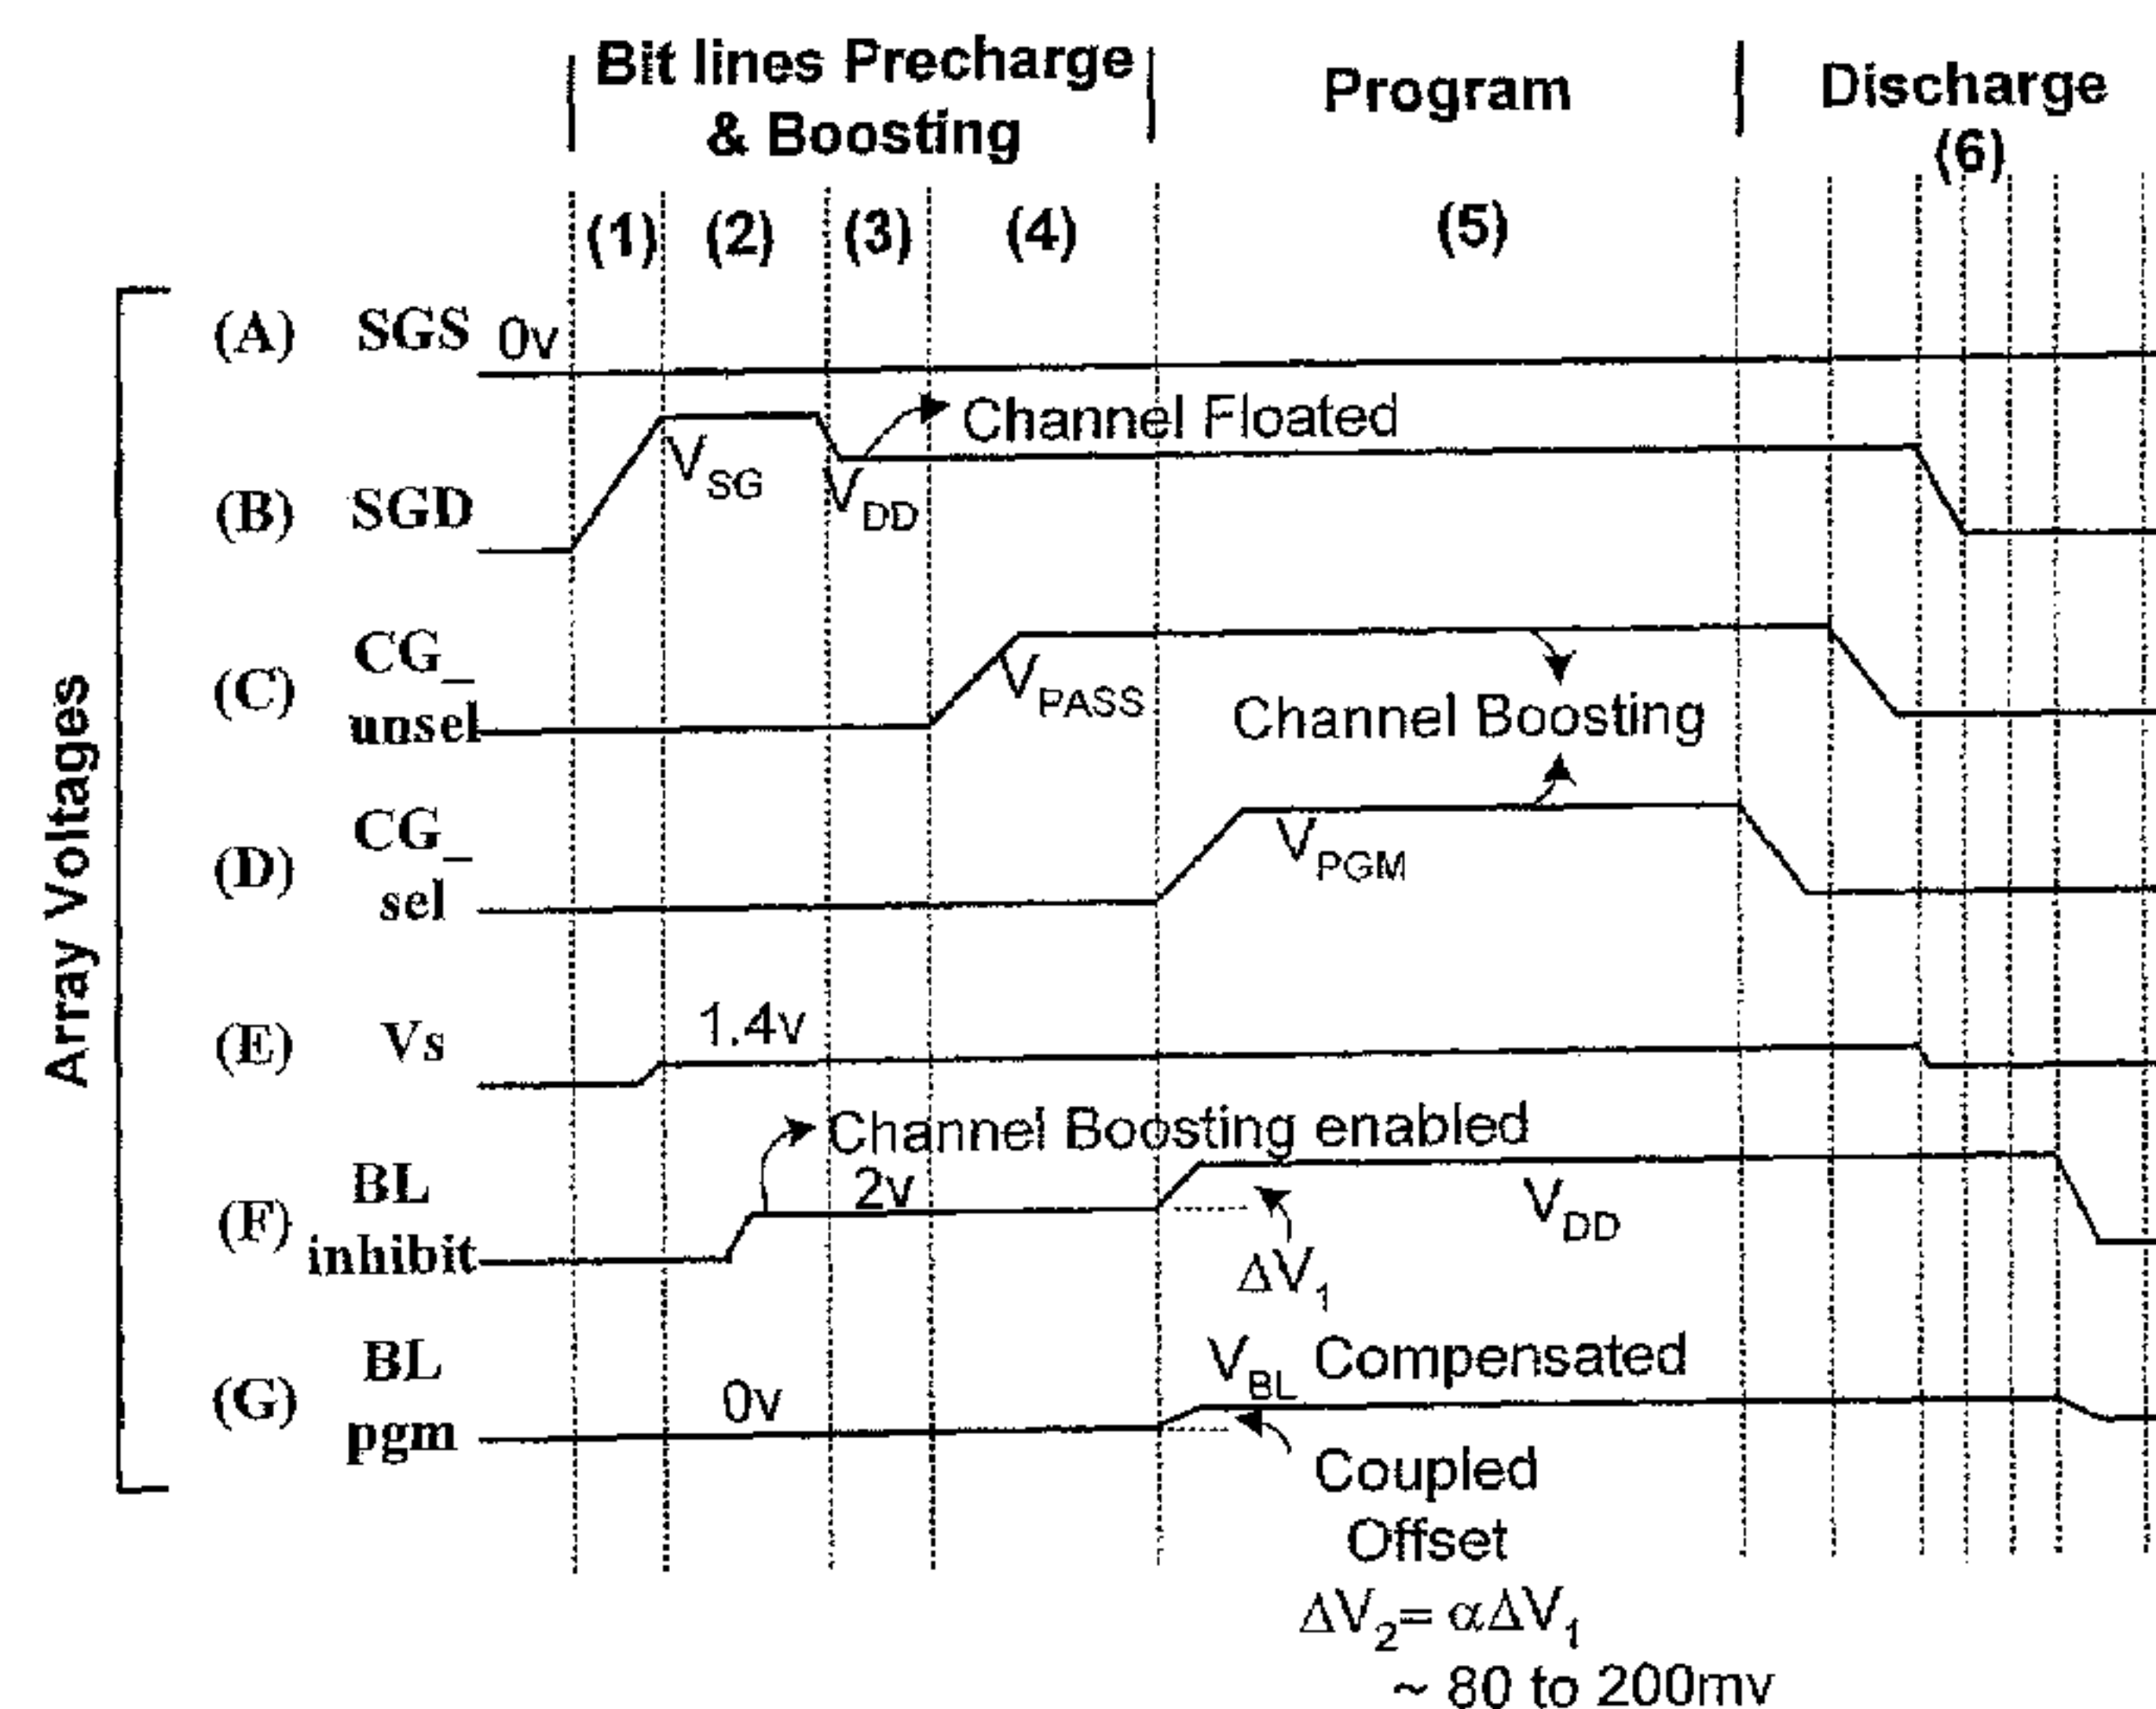 Bit lines Precharge
& Boosting
Program
Discharge
(6)
(1) (2) (3) (4) (5)
Array Voltages
(A) SGS 0v
Channel Floated
V_SG
V_DD
(B) SGD
(C) CG_
unsel
V_PASS
Channel Boosting
(D) CG_
sel
V_PGM
(E) Vs 1.4v
Channel Boosting enabled
(F) BL
inhibit
2v
V_DD
ΔV_1
(G) BL
pgm
0v
V_BL Compensated
Coupled
Offset
ΔV_2= αΔV_1
~ 80 to 200mv